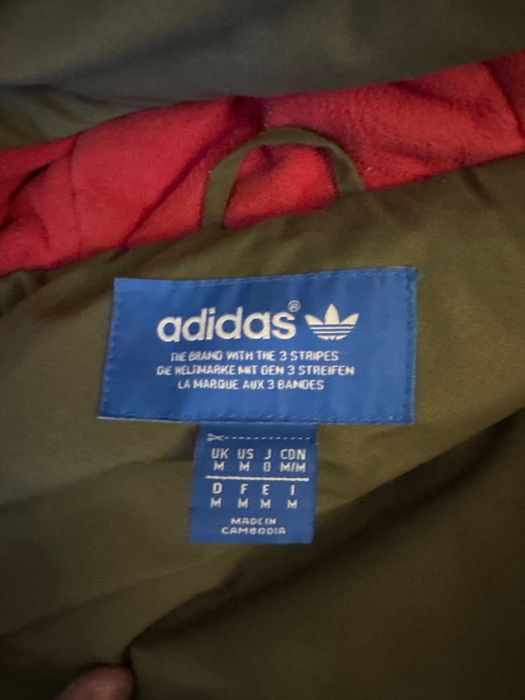 adidas®
THE BRAND WITH THE 3 STRIPES
DIE WELTMARKE MIT DEN 3 STREIFEN
LA MARQUE AUX 3 BANDES
UK US J CDN
M M O M/M
D F E I
M M M M
MADE IN
CAMBODIA